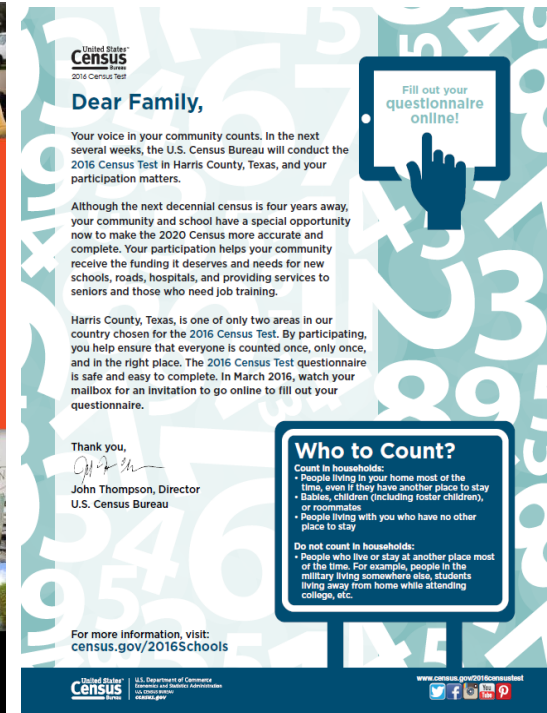 United States™
Census
Bureau
2016 Census Test
Dear Family,
Your voice in your community counts. In the next
several weeks, the U.S. Census Bureau will conduct the
2016 Census Test in Harris County, Texas, and your
participation matters.
Although the next decennial census is four years away,
your community and school have a special opportunity
now to make the 2020 Census more accurate and
complete. Your participation helps your community
receive the funding it deserves and needs for new
schools, roads, hospitals, and providing services to
seniors and those who need job training.
Harris County, Texas, is one of only two areas in our
country chosen for the 2016 Census Test. By participating,
you help ensure that everyone is counted once, only once,
and in the right place. The 2016 Census Test questionnaire
is safe and easy to complete. In March 2016, watch your
mailbox for an invitation to go online to fill out your
questionnaire.
Thank you,
John Thompson, Director
U.S. Census Bureau
For more information, visit:
census.gov/2016Schools
Fill out your
questionnaire
online!
Who to Count?
Count in households:
• People living in your home most of the
time, even if they have another place to stay
• Babies, children (including foster children),
or roommates
• People living with you who have no other
place to stay
Do not count in households:
• People who live or stay at another place most
of the time. For example, people in the
military living somewhere else, students
living away from home while attending
college, etc.
United States™
Census
Bureau
U.S. Department of Commerce
Economics and Statistics Administration
U.S. CENSUS BUREAU
census.gov
www.census.gov/2016censustest
You
Tube